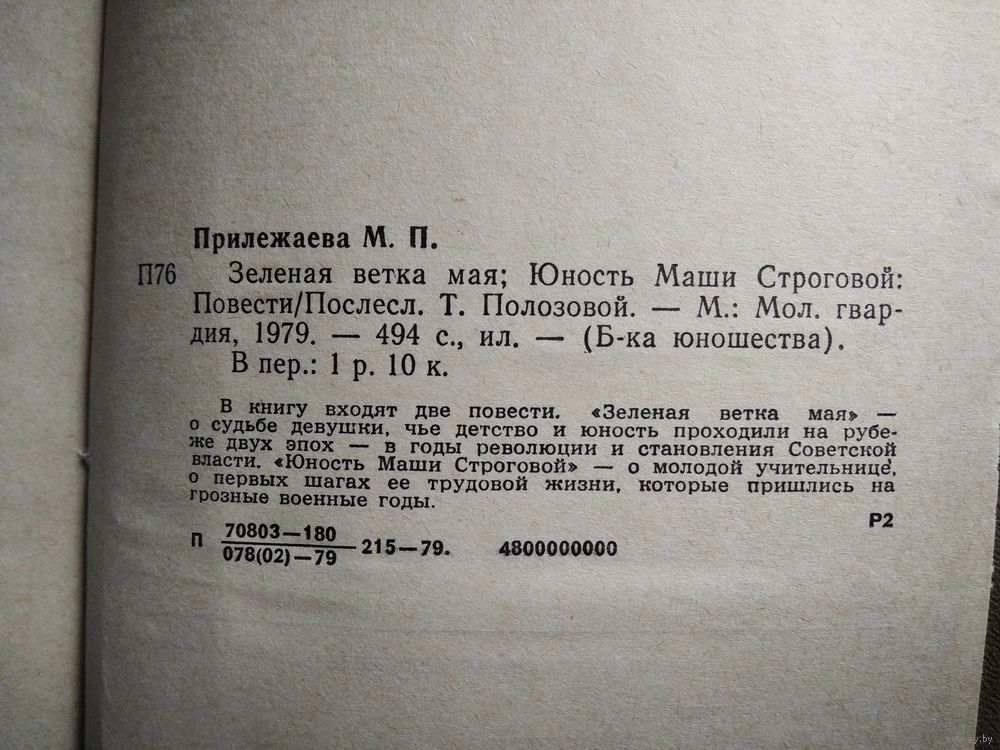 Прилежаева М. П.
П76 Зеленая ветка мая; Юность Маши Строговой:
Повести/Послесл. Т. Полозовой. — М.: Мол. гвар-
дия, 1979. — 494 с., ил. — (Б-ка юношества).
В пер.: 1 р. 10 к.
В книгу входят две повести. «Зеленая ветка мая» —
о судьбе девушки, чье детство и юность проходили на рубе-
же двух эпох — в годы революции и становления Советской
власти. «Юность Маши Строговой» — о молодой учительнице,
о первых шагах ее трудовой жизни, которые пришлись на
грозные военные годы.
Р2
П 70803—180
078(02)—79 215—79. 4800000000
www.ay.by